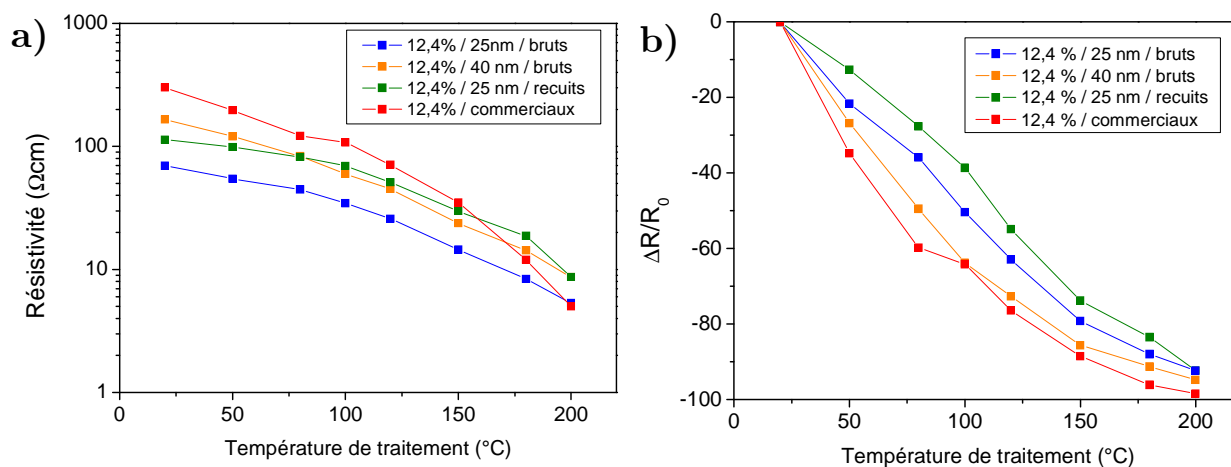 a)
Résistivité (Ωcm)
1000
100
10
1
12,4% / 25nm / bruts
12,4% / 40 nm / bruts
12,4% / 25 nm / recuits
12,4% / commerciaux
0
50
100
150
200
Température de traitement (°C)
b)
ΔR/R0
0
-20
-40
-60
-80
-100
12,4 % / 25 nm / bruts
12,4 % / 40 nm / bruts
12,4 % / 25 nm / recuits
12,4 % / commerciaux
0
50
100
150
200
Température de traitement (°C)